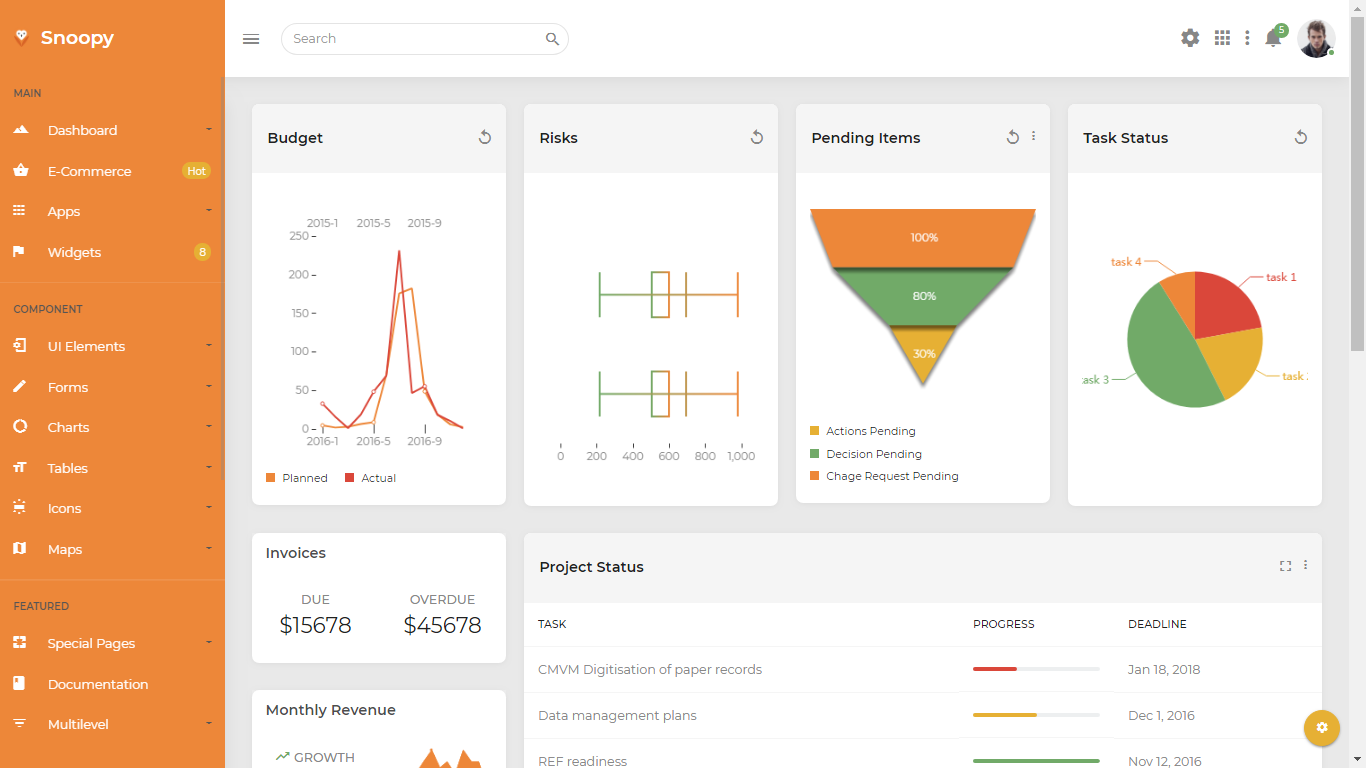 Snoopy
Search
5
MAIN
Dashboard
E-Commerce Hot
Apps
Widgets 8
COMPONENT
UI Elements
Forms
Charts
Tables
Icons
Maps
FEATURED
Special Pages
Documentation
Multilevel
Budget
2015-1 2015-5 2015-9
250
200
150
100
50
0
2016-1 2016-5 2016-9
Planned Actual
Risks
0 200 400 600 800 1,000
Pending Items
100%
80%
30%
Actions Pending
Decision Pending
Chage Request Pending
Task Status
task 4
task 1
task
ask 3
Invoices
DUE OVERDUE
$15678 $45678
Monthly Revenue
GROWTH
Project Status
TASK PROGRESS DEADLINE
CMVM Digitisation of paper records Jan 18, 2018
Data management plans Dec 1, 2016
REF readiness Nov 12, 2016